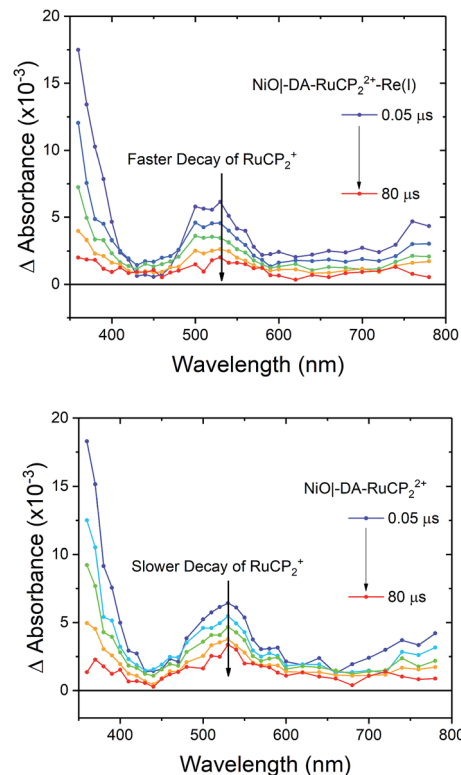 20
15
10
5
0
Δ Absorbance (x10⁻³)
NiO|-DA-RuCP₂²⁺-Re(I)
0.05 µs
Faster Decay of RuCP₂⁺
80 µs
400 500 600 700 800
Wavelength (nm)
20
15
10
5
0
Δ Absorbance (x10⁻³)
NiO|-DA-RuCP₂²⁺
0.05 µs
Slower Decay of RuCP₂⁺
80 µs
400 500 600 700 800
Wavelength (nm)